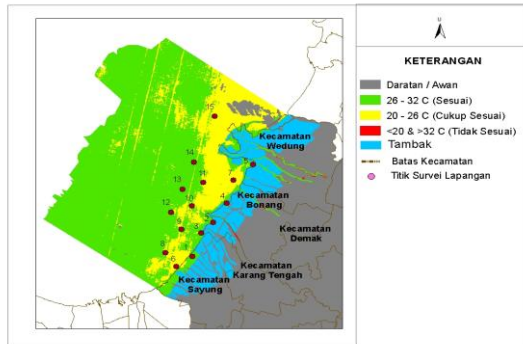 N
KETERANGAN
Daratan / Awan
26 - 32 C (Sesuai)
20 - 26 C (Cukup Sesuai)
<20 & >32 C (Tidak Sesuai)
Tambak
Batas Kecamatan
Titik Survei Lapangan
15
Kecamatan
Wedung
14
5
11
7
13
4
10
Kecamatan
Bonang
12
Kecamatan
Demak
9
3
8
6
Kecamatan
Karang Tengah
Kecamatan
Sayung